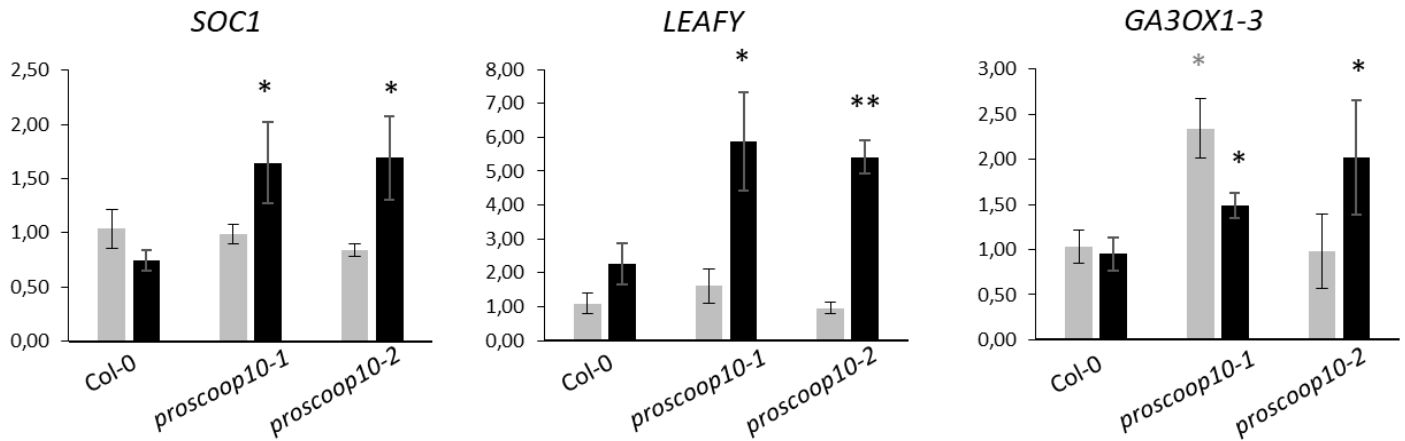 SOC1
2,50
2,00
1,50
1,00
0,50
0,00
* *
Col-0
proscoop10-1
proscoop10-2
LEAFY
8,00
7,00
6,00
5,00
4,00
3,00
2,00
1,00
0,00
* **
Col-0
proscoop10-1
proscoop10-2
GA3OX1-3
3,00
2,50
2,00
1,50
1,00
0,50
0,00
* * *
Col-0
proscoop10-1
proscoop10-2